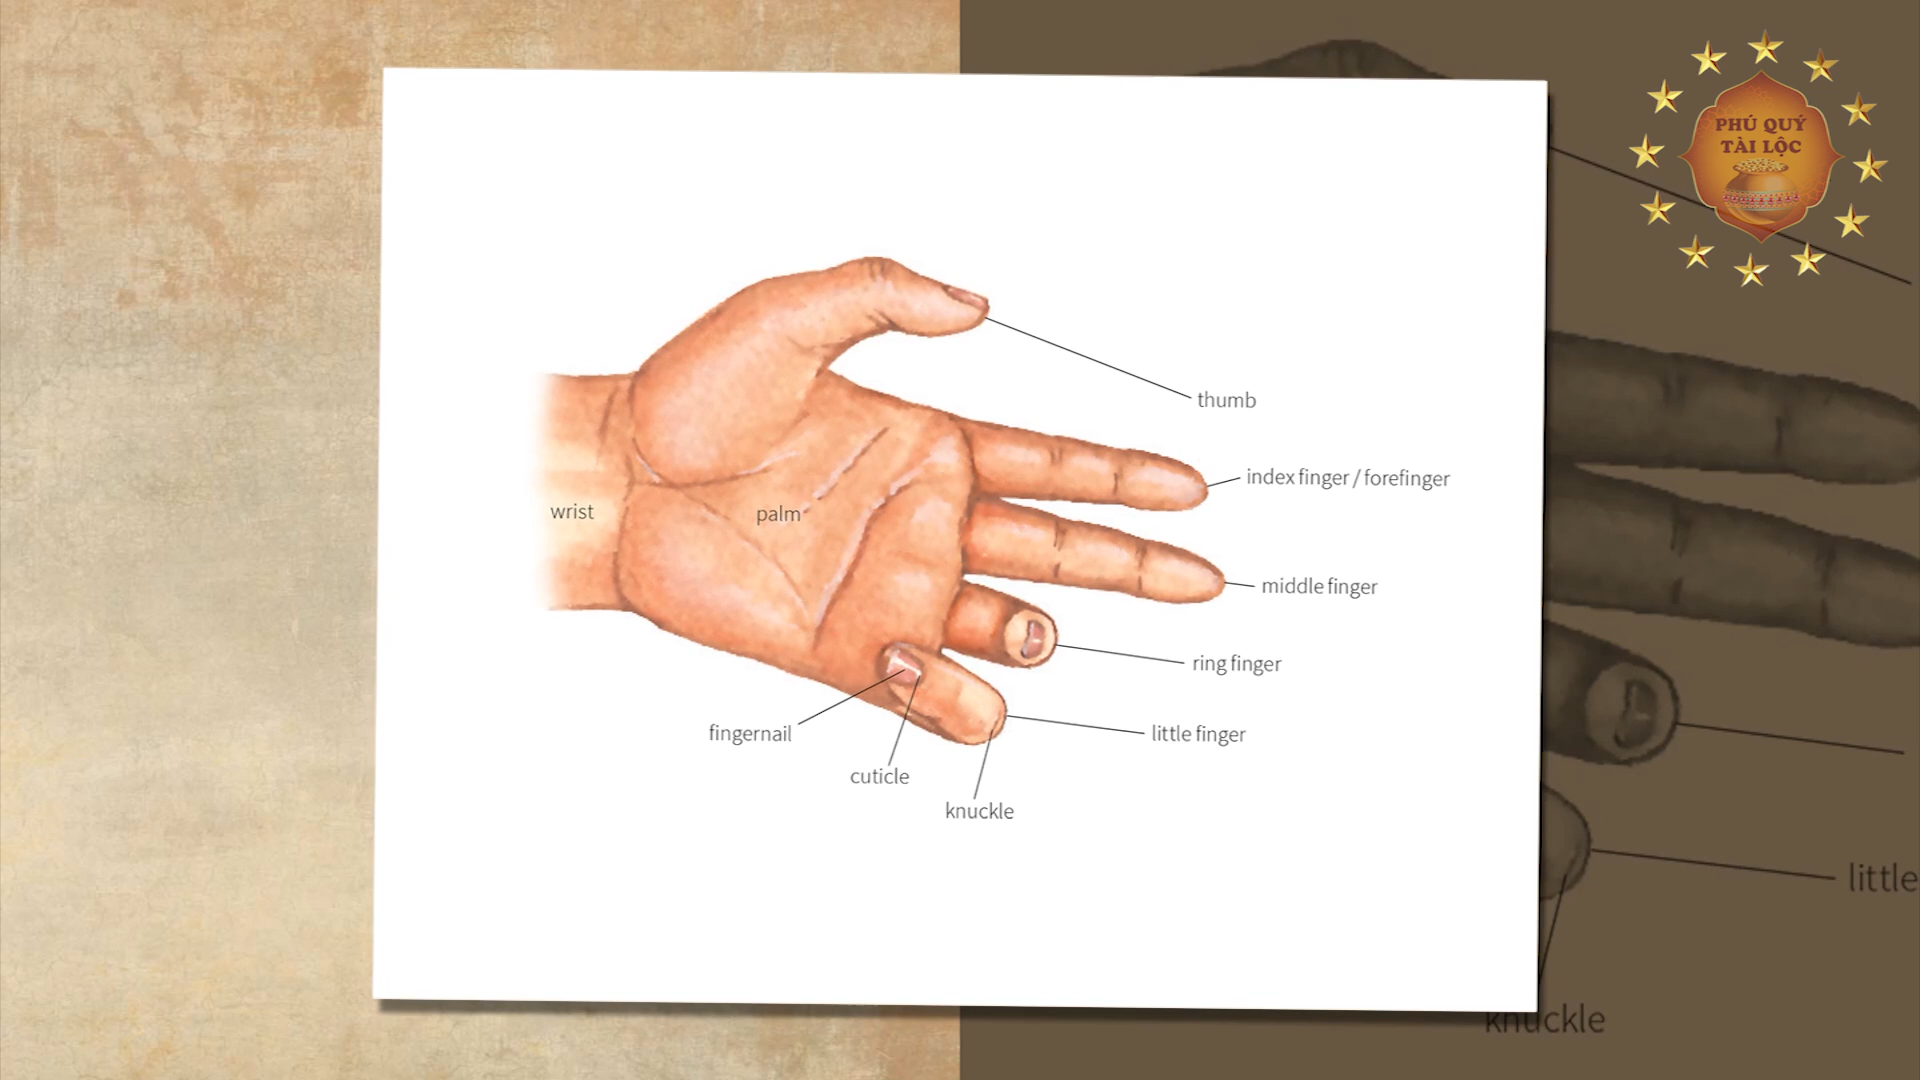 PHÚ QUÝ
TÀI LỘC
thumb
index finger / forefinger
wrist
palm
middle finger
ring finger
fingernail
little finger
cuticle
knuckle
little
knuckle